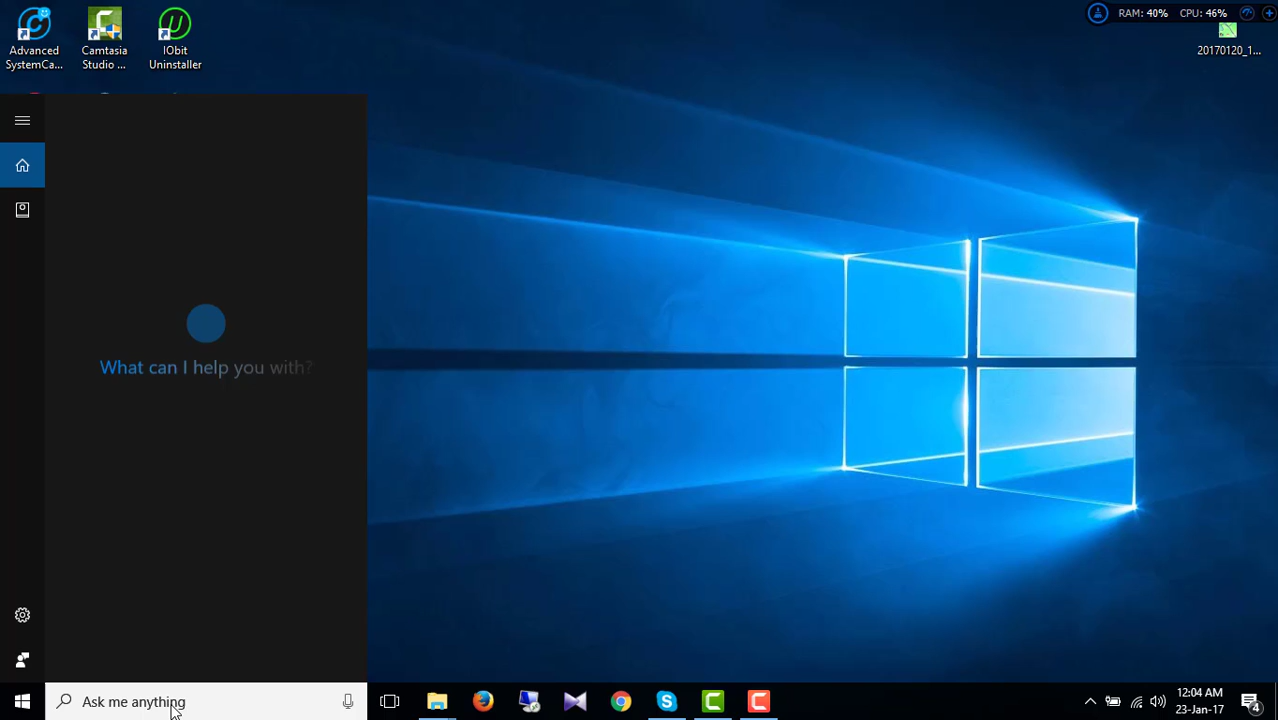 RAM: 40% CPU: 46%
Advanced
SystemCa...
Camtasia
Studio ...
IObit
Uninstaller
20170120_1...
What can I help you with?
Ask me anything
12:04 AM
23-Jan-17
4